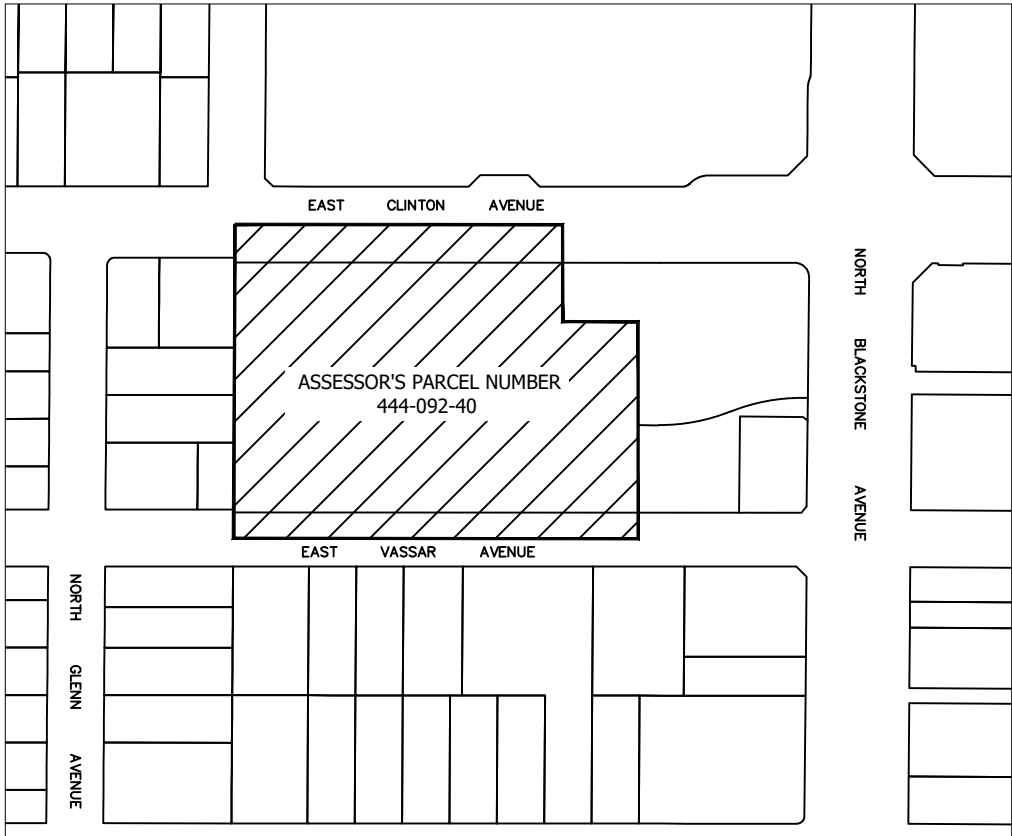 EAST CLINTON AVENUE
NORTH BLACKSTONE AVENUE
ASSESSOR'S PARCEL NUMBER
444-092-40
EAST VASSAR AVENUE
NORTH GLENN AVENUE